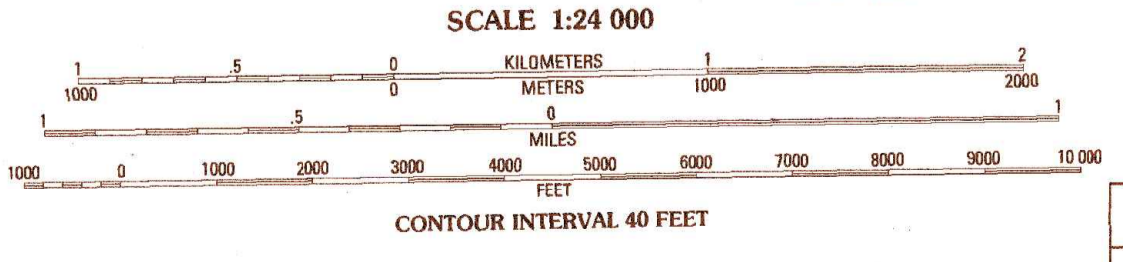 SCALE 1:24 000
1 .5 0 KILOMETERS 1 2
1000 0 METERS 1000 2000
1 .5 0 1
MILES
1000 0 1000 2000 3000 4000 5000 6000 7000 8000 9000 10 000
FEET
CONTOUR INTERVAL 40 FEET